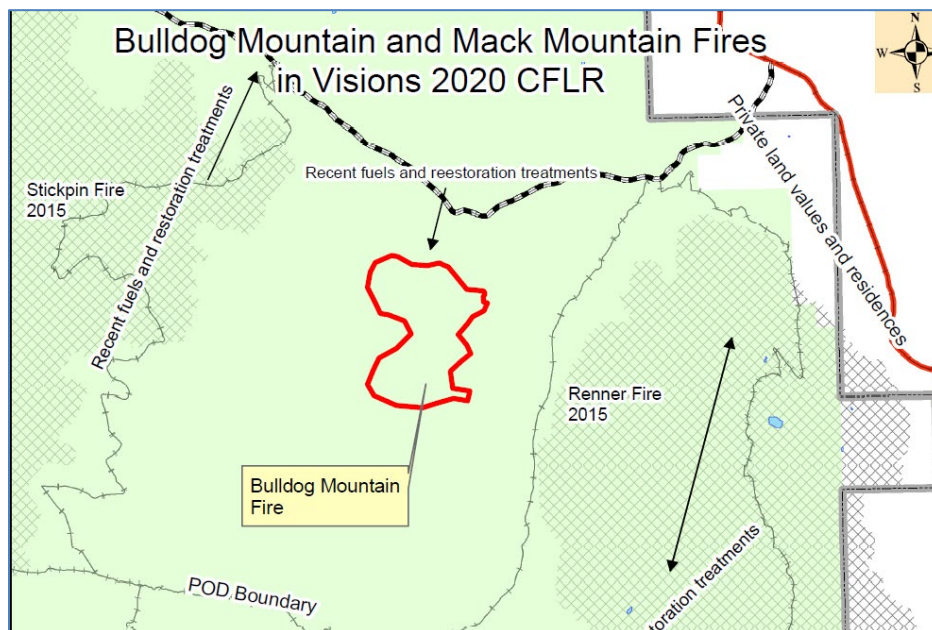 Bulldog Mountain and Mack Mountain Fires
in Visions 2020 CFLR
N
W E
S
Recent fuels and restoration treatments
Recent fuels and reestoration treatments
Private land values and residences
Stickpin Fire
2015
Renner Fire
2015
Bulldog Mountain
Fire
POD Boundary
toration treatments